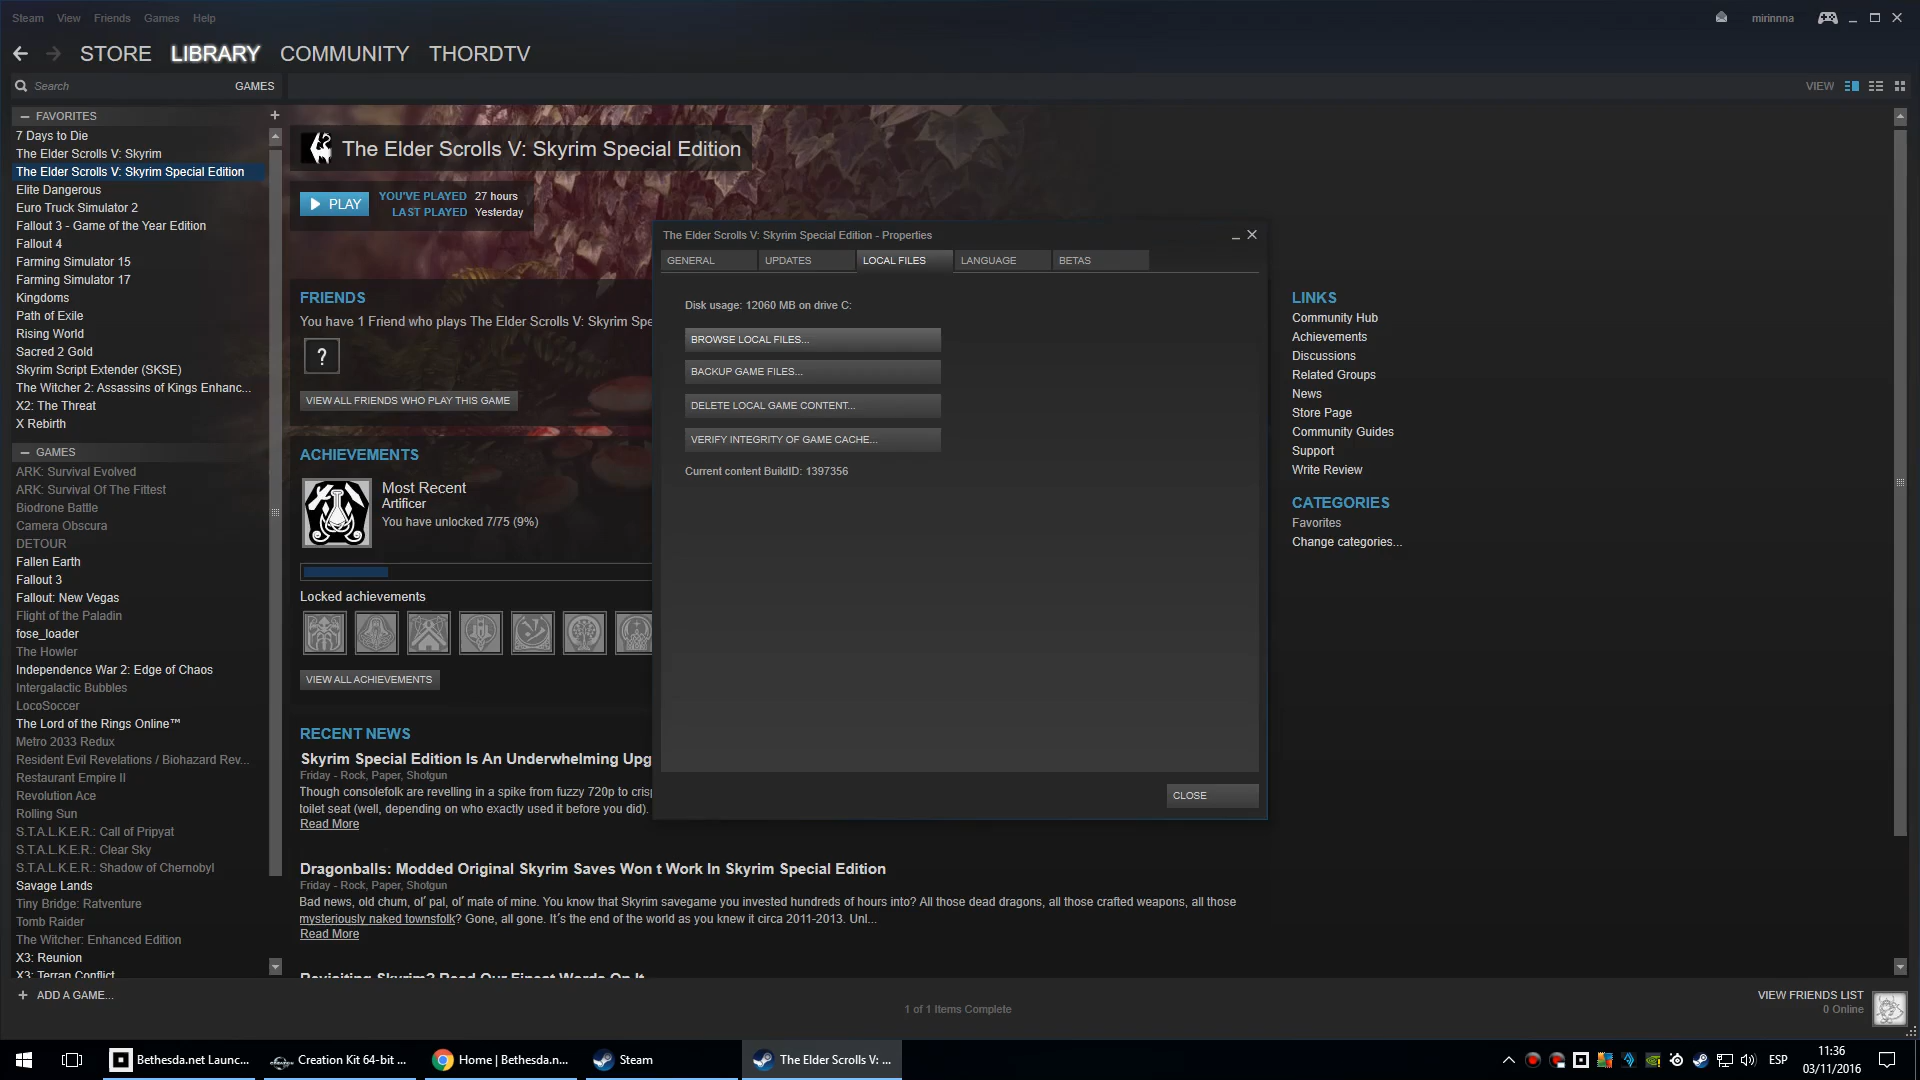 Steam View Friends Games Help
mirinnna
STORE LIBRARY COMMUNITY THORDTV
Search GAMES
VIEW
— FAVORITES +
7 Days to Die
The Elder Scrolls V: Skyrim
The Elder Scrolls V: Skyrim Special Edition
Elite Dangerous
Euro Truck Simulator 2
Fallout 3 - Game of the Year Edition
Fallout 4
Farming Simulator 15
Farming Simulator 17
Kingdoms
Path of Exile
Rising World
Sacred 2 Gold
Skyrim Script Extender (SKSE)
The Witcher 2: Assassins of Kings Enhanc...
X2: The Threat
X Rebirth
— GAMES
ARK: Survival Evolved
ARK: Survival Of The Fittest
Biodrone Battle
Camera Obscura
DETOUR
Fallen Earth
Fallout 3
Fallout: New Vegas
Flight of the Paladin
fose_loader
The Howler
Independence War 2: Edge of Chaos
Intergalactic Bubbles
LocoSoccer
The Lord of the Rings Online™
Metro 2033 Redux
Resident Evil Revelations / Biohazard Rev...
Restaurant Empire II
Revolution Ace
Rolling Sun
S.T.A.L.K.E.R.: Call of Pripyat
S.T.A.L.K.E.R.: Clear Sky
S.T.A.L.K.E.R.: Shadow of Chernobyl
Savage Lands
Tiny Bridge: Ratventure
Tomb Raider
The Witcher: Enhanced Edition
X3: Reunion
X3: Terran Conflict
+ ADD A GAME...
The Elder Scrolls V: Skyrim Special Edition
PLAY
YOU'VE PLAYED 27 hours
LAST PLAYED Yesterday
FRIENDS
You have 1 Friend who plays The Elder Scrolls V: Skyrim Spe
?
VIEW ALL FRIENDS WHO PLAY THIS GAME
ACHIEVEMENTS
Most Recent
Artificer
You have unlocked 7/75 (9%)
Locked achievements
VIEW ALL ACHIEVEMENTS
RECENT NEWS
Skyrim Special Edition Is An Underwhelming Upg
Friday - Rock, Paper, Shotgun
Though consolefolk are revelling in a spike from fuzzy 720p to crisp
toilet seat (well, depending on who exactly used it before you did).
Read More
Dragonballs: Modded Original Skyrim Saves Won t Work In Skyrim Special Edition
Friday - Rock, Paper, Shotgun
Bad news, old chum, ol' pal, ol' mate of mine. You know that Skyrim savegame you invested hundreds of hours into? All those dead dragons, all those crafted weapons, all those
mysteriously naked townsfolk? Gone, all gone. It's the end of the world as you knew it circa 2011-2013. Unl...
Read More
Revisiting Skyrim? Read Our Finest Words On It
The Elder Scrolls V: Skyrim Special Edition - Properties
GENERAL UPDATES LOCAL FILES LANGUAGE BETAS
Disk usage: 12060 MB on drive C:
BROWSE LOCAL FILES...
BACKUP GAME FILES...
DELETE LOCAL GAME CONTENT...
VERIFY INTEGRITY OF GAME CACHE...
Current content BuildID: 1397356
CLOSE
LINKS
Community Hub
Achievements
Discussions
Related Groups
News
Store Page
Community Guides
Support
Write Review
CATEGORIES
Favorites
Change categories...
1 of 1 Items Complete
VIEW FRIENDS LIST
0 Online
Bethesda.net Launc...
Creation Kit 64-bit ...
Home | Bethesda.n...
Steam
The Elder Scrolls V: ...
ESP
11:36
03/11/2016